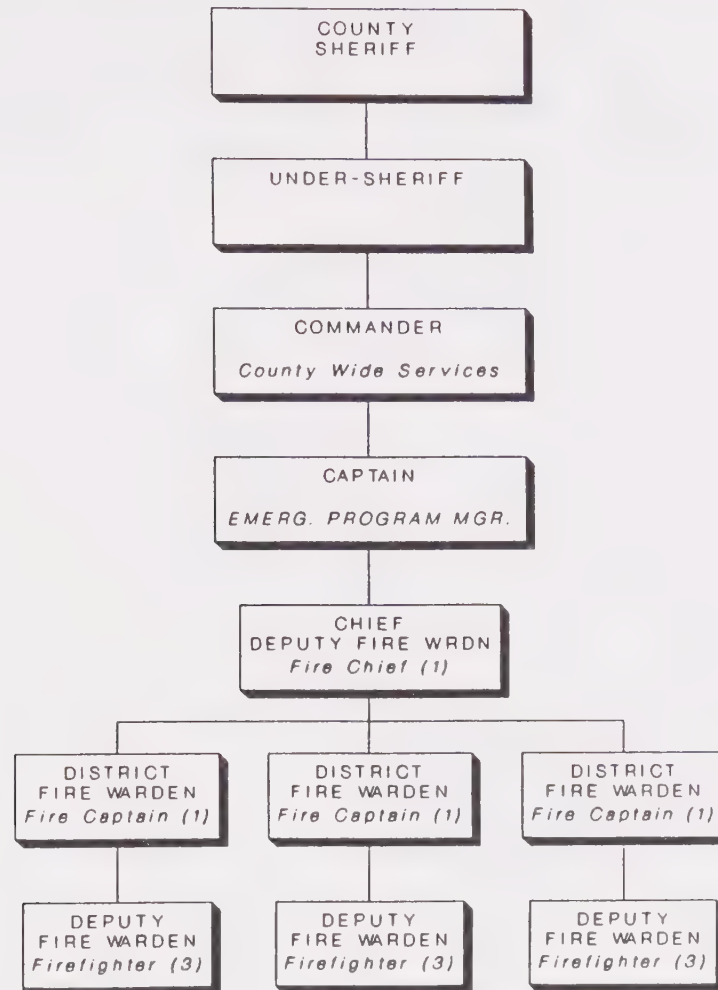 COUNTY
SHERIFF
UNDER-SHERIFF
COMMANDER
County Wide Services
CAPTAIN
EMERG. PROGRAM MGR.
CHIEF
DEPUTY FIRE WRDN
Fire Chief (1)
DISTRICT
FIRE WARDEN
Fire Captain (1)
DISTRICT
FIRE WARDEN
Fire Captain (1)
DISTRICT
FIRE WARDEN
Fire Captain (1)
DEPUTY
FIRE WARDEN
Firefighter (3)
DEPUTY
FIRE WARDEN
Firefighter (3)
DEPUTY
FIRE WARDEN
Firefighter (3)